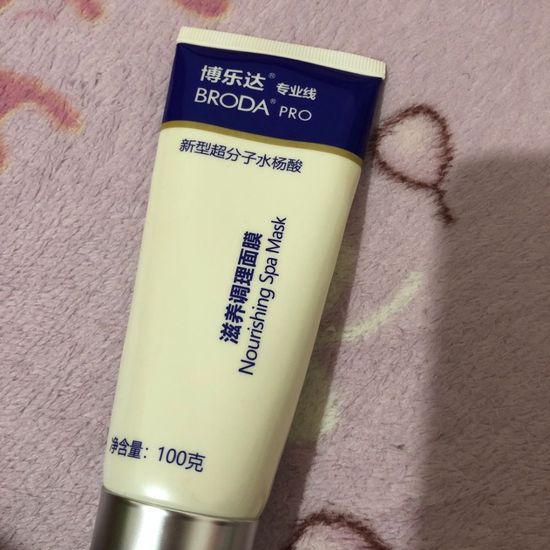 博乐达® 专业线
BRODA® PRO
新型超分子水杨酸
滋养调理面膜
Nourishing Spa Mask
净含量：100克